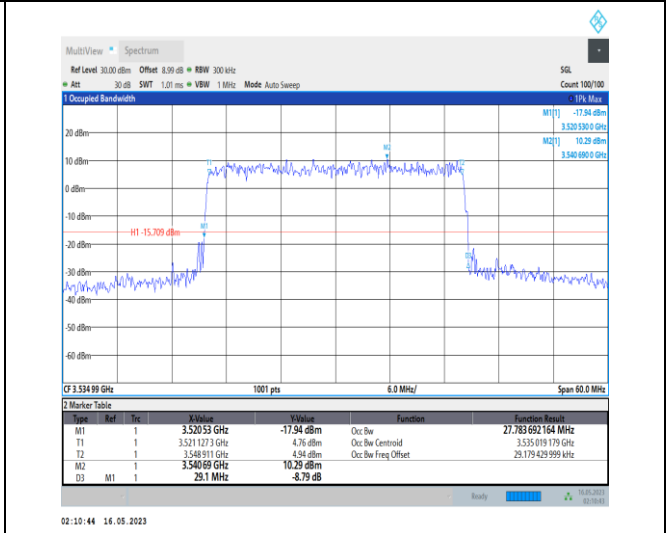 MultiView Spectrum
Ref Level 30.00 dBm Offset 8.99 dB RBW 300 kHz SGL
Att 30 dB SWT 1.01 ms VBW 1 MHz Mode Auto Sweep Count 100/100
1 Occupied Bandwidth 1Pk Max
M1[1] -17.94 dBm
3.520 530 0 GHz
M2[1] 10.29 dBm
3.540 690 0 GHz
20 dBm
M2
10 dBm
T1 T2
0 dBm
-10 dBm
M1
H1 -15.709 dBm
-20 dBm
D3
-30 dBm
-40 dBm
-50 dBm
-60 dBm
CF 3.534 99 GHz 1001 pts 6.0 MHz/ Span 60.0 MHz
2 Marker Table
Type Ref Trc X-Value Y-Value Function Function Result
M1 1 3.520 53 GHz -17.94 dBm Occ Bw 27.783 692 164 MHz
T1 1 3.521 127 3 GHz 4.76 dBm Occ Bw Centroid 3.535 019 179 GHz
T2 1 3.548 911 GHz 4.94 dBm Occ Bw Freq Offset 29.179 429 999 kHz
M2 1 3.540 69 GHz 10.29 dBm
D3 M1 1 29.1 MHz -8.79 dB
Ready 16.05.2023
02:10:43
02:10:44 16.05.2023